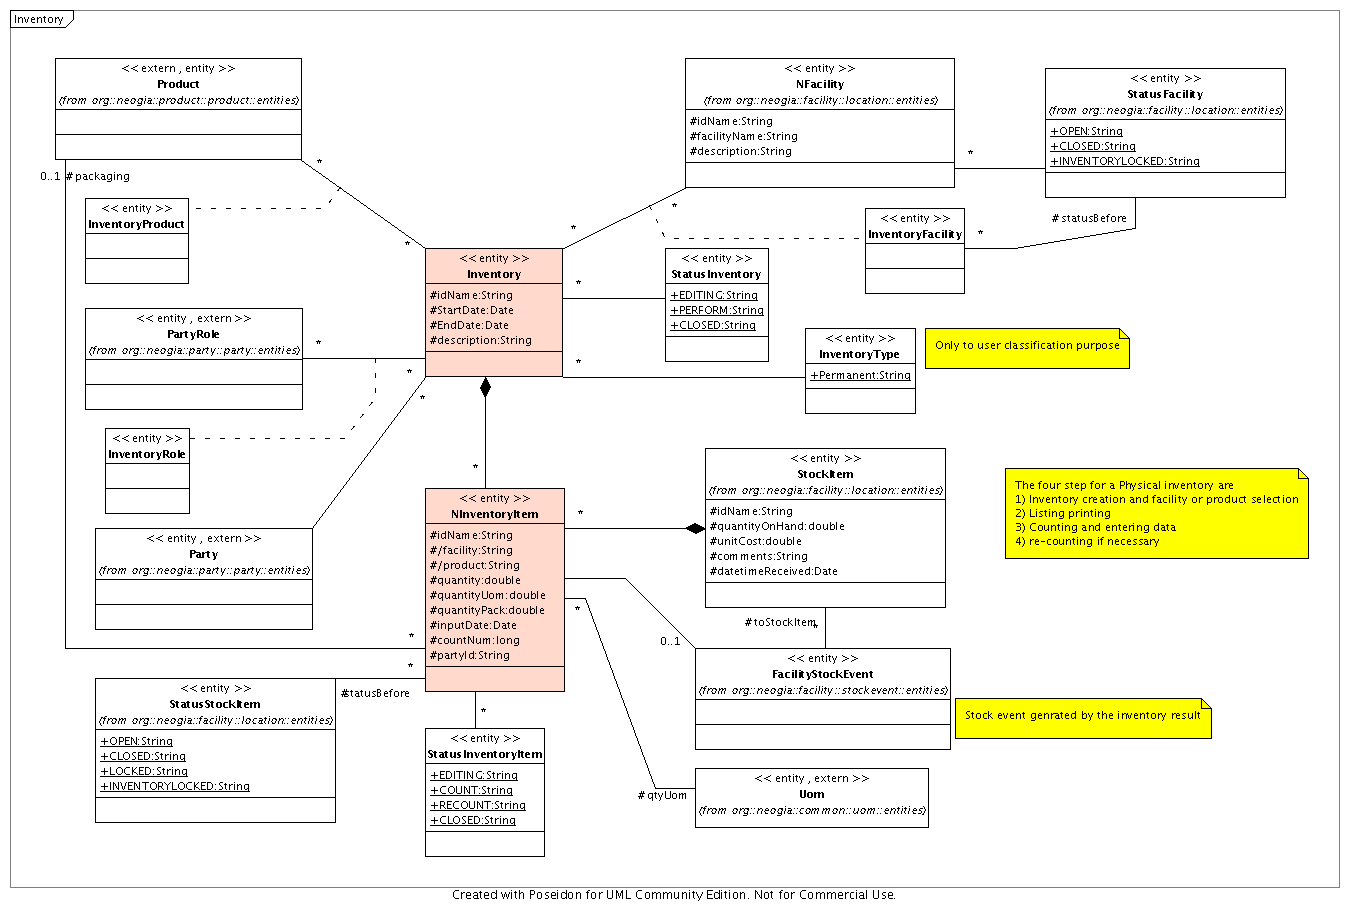 Inventory
<< extern , entity >>
Product
(from org::neogia::product::product::entities)
<< entity >>
NFacility
(from org::neogia::facility::location::entities)
#idName:String
#facilityName:String
#description:String
<< entity >>
StatusFacility
(from org::neogia::facility::location::entities)
+OPEN:String
+CLOSED:String
+INVENTORYLOCKED:String
*
*
0..1 #packaging
<< entity >>
InventoryProduct
*
*
#statusBefore
<< entity >>
InventoryFacility
*
*
*
<< entity >>
Inventory
#idName:String
#StartDate:Date
#EndDate:Date
#description:String
<< entity >>
StatusInventory
+EDITING:String
+PERFORM:String
+CLOSED:String
*
<< entity , extern >>
PartyRole
(from org::neogia::party::party::entities)
*
*
*
*
<< entity >>
InventoryType
+Permanent:String
Only to user classification purpose
<< entity >>
InventoryRole
*
<< entity >>
NInventoryItem
#idName:String
#/facility:String
#/product:String
#quantity:double
#quantityUom:double
#quantityPack:double
#inputDate:Date
#countNum:long
#partyId:String
<< entity >>
StockItem
(from org::neogia::facility::location::entities)
#idName:String
#quantityOnHand:double
#unitCost:double
#comments:String
#datetimeReceived:Date
The four step for a Physical inventory are
1) Inventory creation and facility or product selection
2) Listing printing
3) Counting and entering data
4) re-counting if necessary
*
<< entity , extern >>
Party
(from org::neogia::party::party::entities)
*
#toStockItem
*
0..1
*
*
<< entity >>
FacilityStockEvent
(from org::neogia::facility::stockevent::entities)
<< entity >>
StatusStockItem
(from org::neogia::facility::location::entities)
+OPEN:String
+CLOSED:String
+LOCKED:String
+INVENTORYLOCKED:String
#statusBefore
*
Stock event genrated by the inventory result
<< entity >>
StatusInventoryItem
+EDITING:String
+COUNT:String
+RECOUNT:String
+CLOSED:String
#qtyUom
<< entity , extern >>
Uom
(from org::neogia::common::uom::entities)
Created with Poseidon for UML Community Edition. Not for Commercial Use.